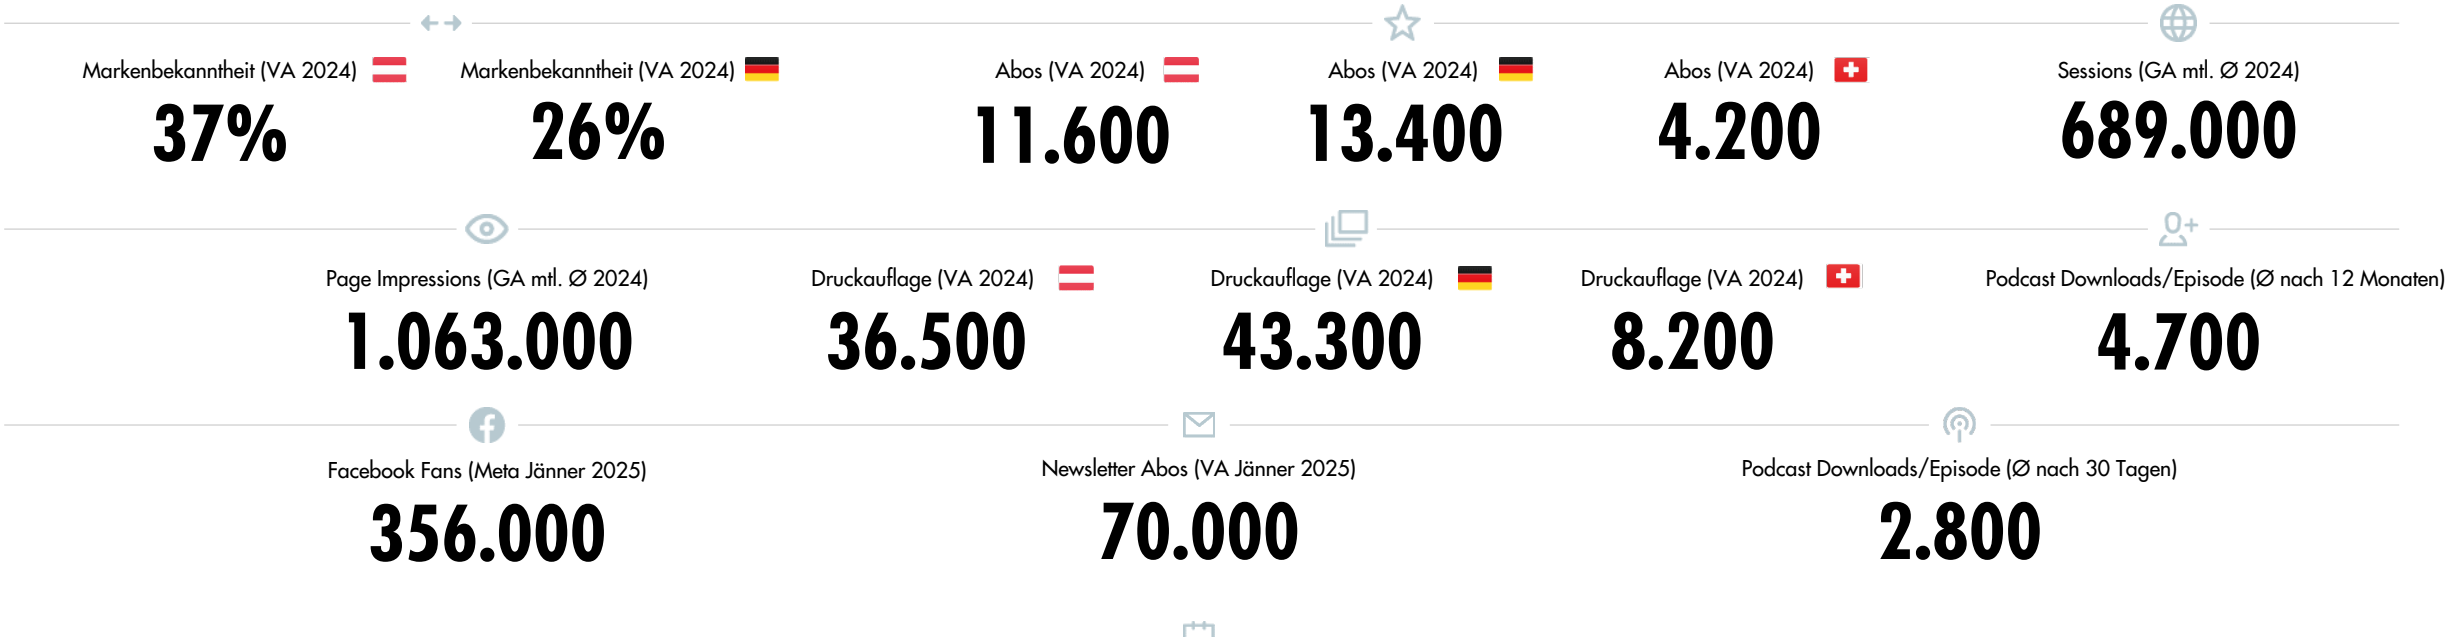 Markenbekanntheit (VA 2024) Markenbekanntheit (VA 2024) Abos (VA 2024) Abos (VA 2024) Abos (VA 2024) Sessions (GA mtl. Ø 2024)
37% 26% 11.600 13.400 4.200 689.000
Page Impressions (GA mtl. Ø 2024) Druckauflage (VA 2024) Druckauflage (VA 2024) Druckauflage (VA 2024) Podcast Downloads/Episode (Ø nach 12 Monaten)
1.063.000 36.500 43.300 8.200 4.700
Facebook Fans (Meta Jänner 2025) Newsletter Abos (VA Jänner 2025) Podcast Downloads/Episode (Ø nach 30 Tagen)
356.000 70.000 2.800